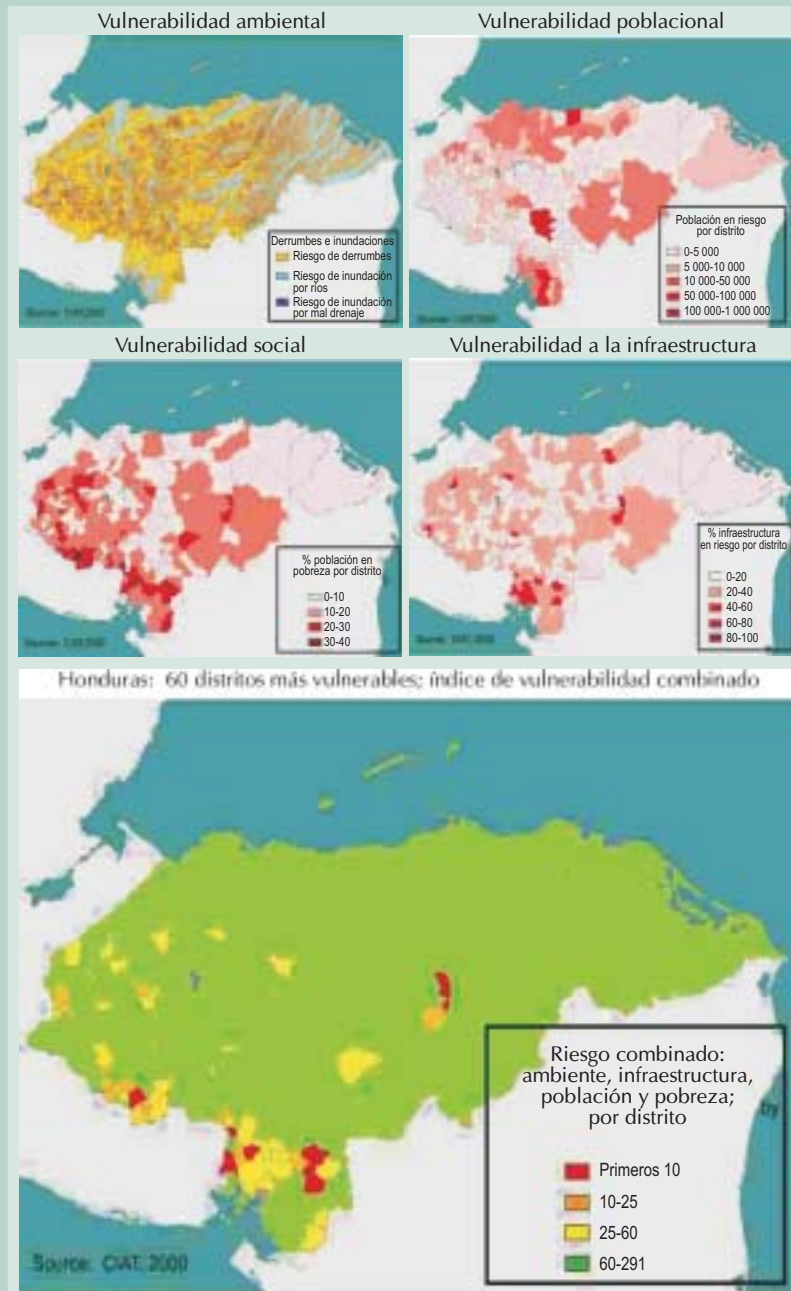 Vulnerabilidad ambiental
Derrumbes e inundaciones
Riesgo de derrumbes
Riesgo de inundación
por ríos
Riesgo de inundación
por mal drenaje
Vulnerabilidad poblacional
Población en riesgo
por distrito
0-5 000
5 000-10 000
10 000-50 000
50 000-100 000
100 000-1 000 000
Vulnerabilidad social
% población en
pobreza por distrito
0-10
10-20
20-30
30-40
Vulnerabilidad a la infraestructura
% infraestructura
en riesgo por distrito
0-20
20-40
40-60
60-80
80-100
Honduras: 60 distritos más vulnerables; índice de vulnerabilidad combinado
Riesgo combinado:
ambiente, infraestructura,
población y pobreza;
por distrito
Primeros 10
10-25
25-60
60-291
by
Source: CIAT, 2000